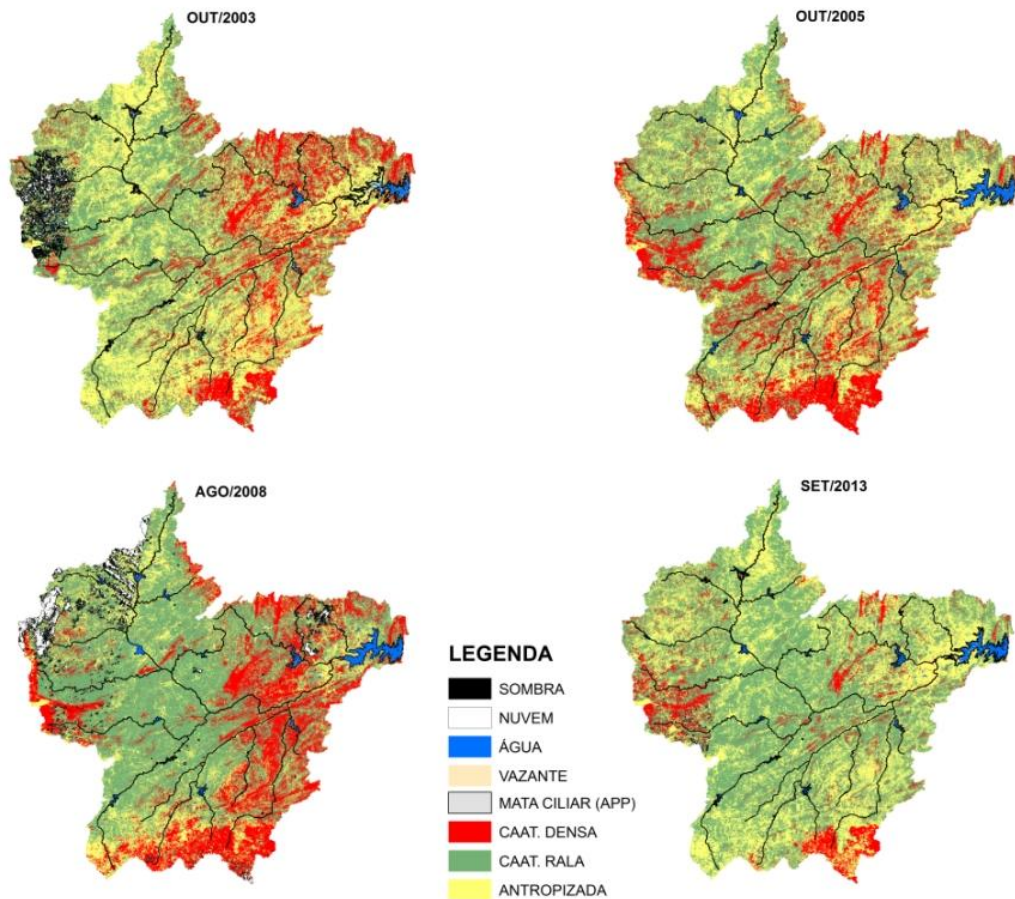 OUT/2003
OUT/2005
AGO/2008
SET/2013
LEGENDA
SOMBRA
NUVEM
ÁGUA
VAZANTE
MATA CILIAR (APP)
CAAT. DENSA
CAAT. RALA
ANTROPIZADA